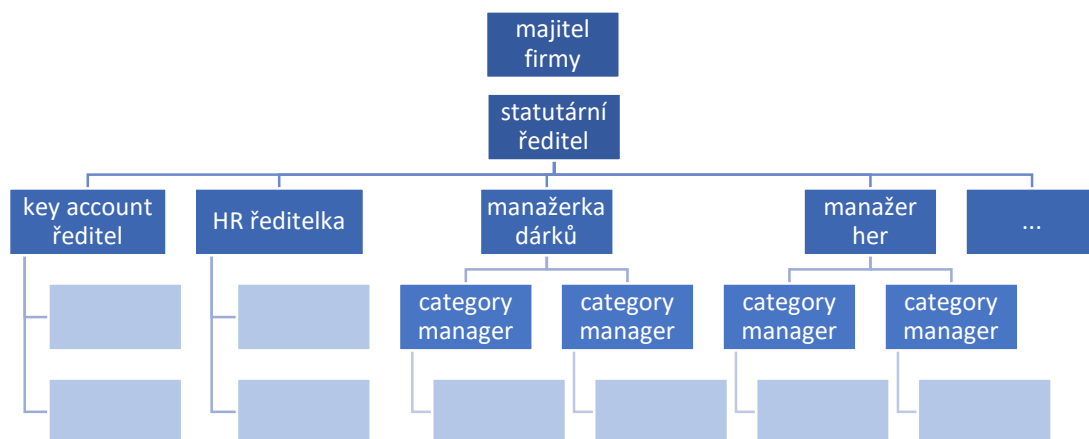 majitel
firmy
statutární
ředitel
key account
ředitel
HR ředitelka
manažerka
dárků
manažer
her
...
category
manager
category
manager
category
manager
category
manager